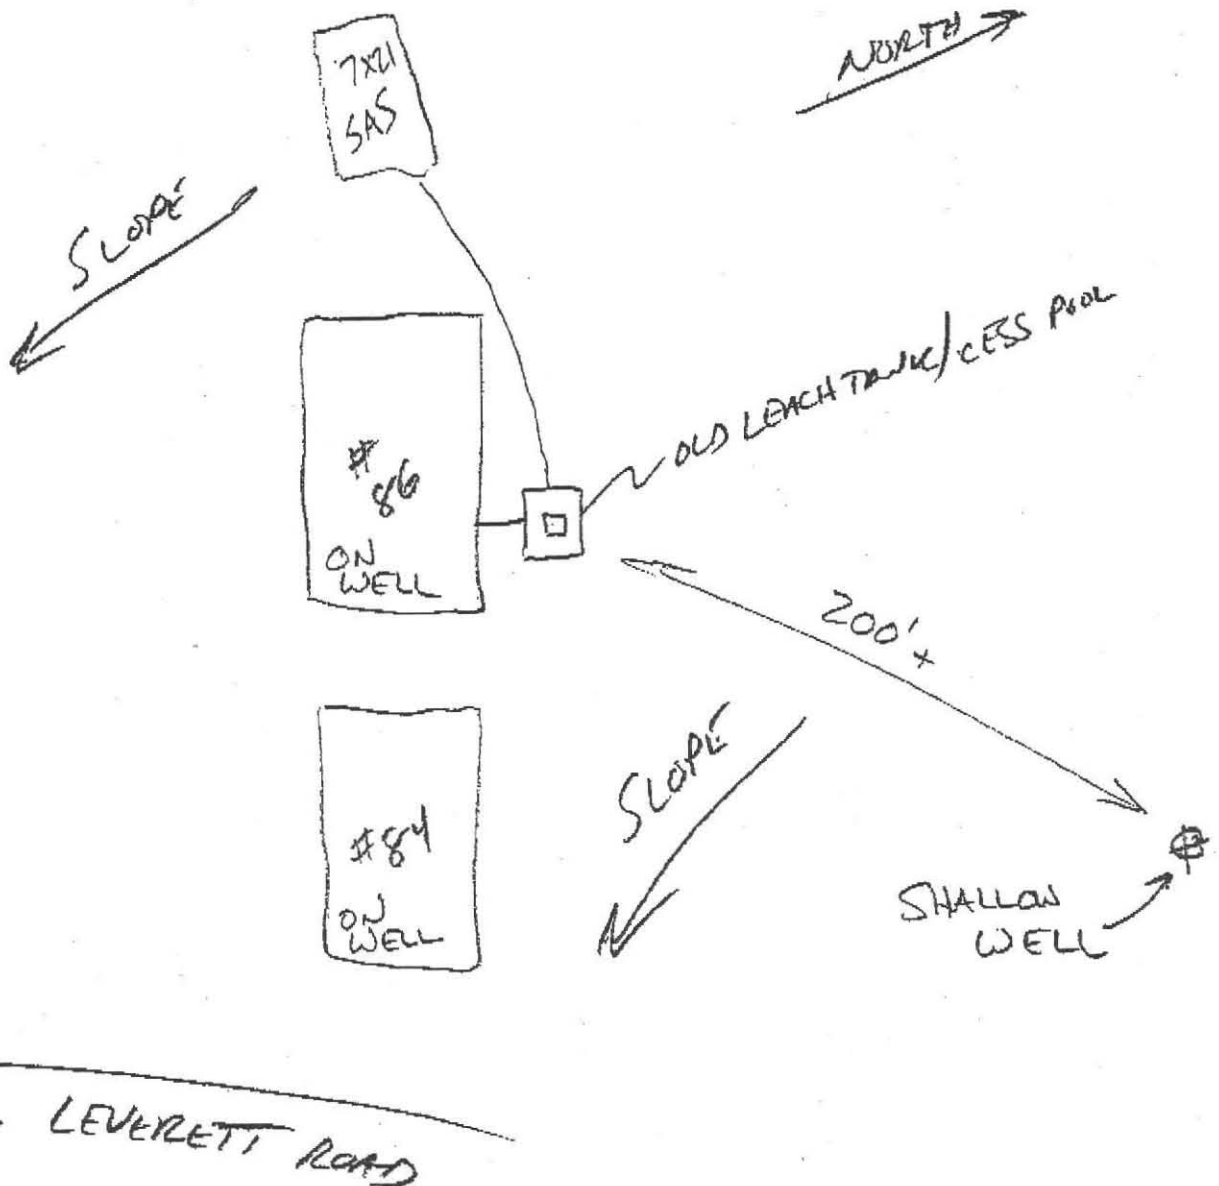 NORTH
7X21
SAS
SLOPE
OLD LEACH TANK/CESS POOL
#
86
ON
WELL
200'±
SLOPE
#84
ON
WELL
SHALLOW
WELL
LEVERETT ROAD